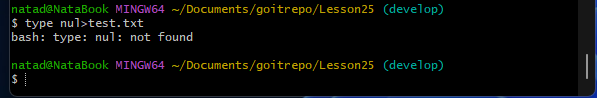 natad@NataBook MINGW64 ~/Documents/goitrepo/Lesson25 (develop)
$ type nul>test.txt
bash: type: nul: not found
natad@NataBook MINGW64 ~/Documents/goitrepo/Lesson25 (develop)
$